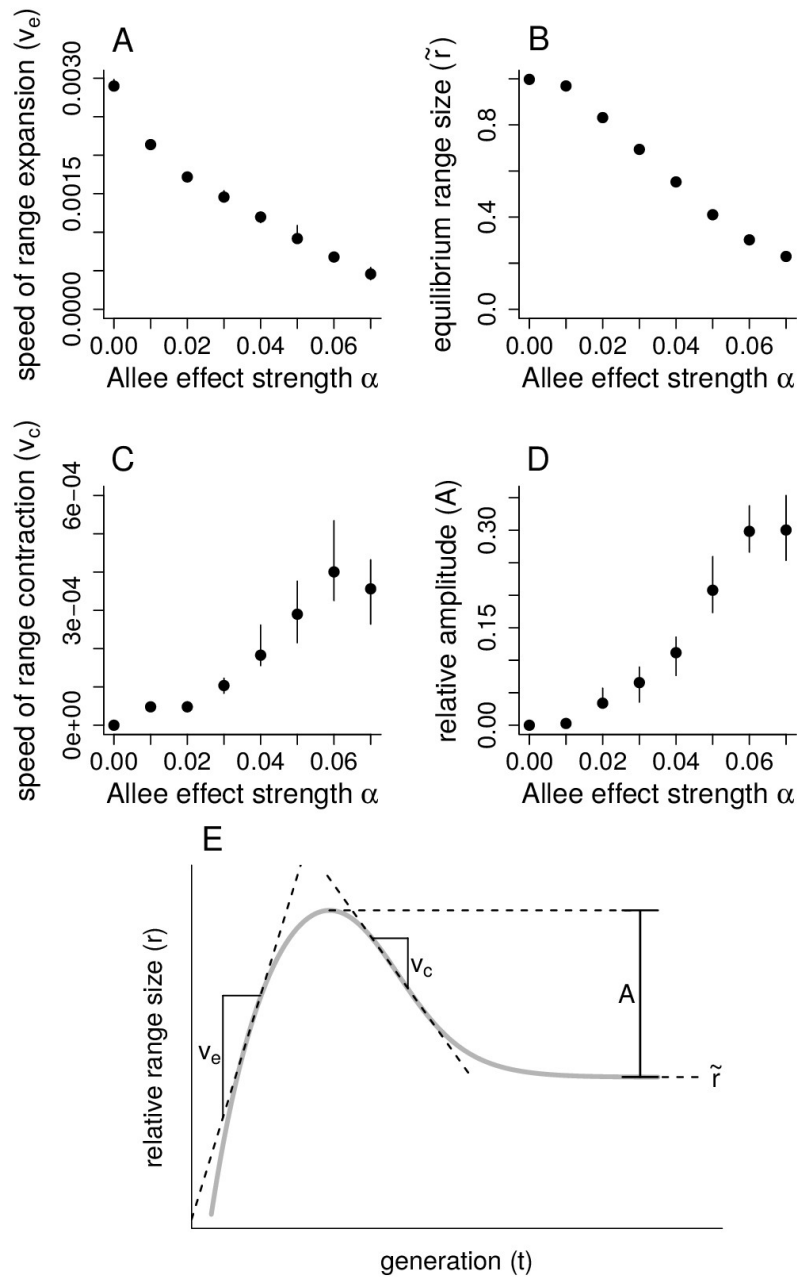 A
speed of range expansion (vₑ)
0.0030
0.0015
0.0000
0.00 0.02 0.04 0.06
Allee effect strength α
B
equilibrium range size (r̃)
0.8
0.4
0.0
0.00 0.02 0.04 0.06
Allee effect strength α
C
speed of range contraction (v_c)
6e−04
3e−04
0e+00
0.00 0.02 0.04 0.06
Allee effect strength α
D
relative amplitude (A)
0.30
0.15
0.00
0.00 0.02 0.04 0.06
Allee effect strength α
E
relative range size (r)
v_c
A
vₑ
r̃
generation (t)